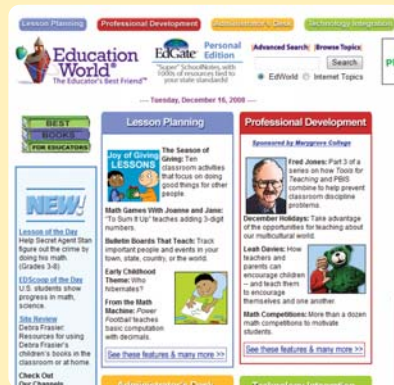 Lesson Planning
Professional Development
Administrator's Desk
Technology Integration
Education
World®
The Educator's Best Friend™
EdGate
Personal
Edition
"Super" SchoolNotes, with
1000s of resources tied to
your state standards!
Advanced Search | Browse Topics
Search
EdWorld
Internet Topics
---- Tuesday, December 16, 2008 ----
BEST
BOOKS
FOR EDUCATORS
NEW!
Lesson of the Day
Help Secret Agent Stan
figure out the crime by
doing his math.
(Grades 3-8)
EDScoop of the Day
U.S. students show
progress in math,
science.
Site Review
Debra Frasier:
Resources for using
Debra Frasier's
children's books in the
classroom or at home.
Check Out
Our Channels
Lesson Planning
Joy of Giving
LESSONS
The Season of
Giving: Ten
classroom activities
that focus on doing
good things for other
people.
Math Games With Joanne and Jane:
"To Sum It Up" teaches adding 3-digit
numbers.
Bulletin Boards That Teach: Track
important people and events in your
town, state, country, or the world.
Early Childhood
Theme: Who
hibernates?
From the Math
Machine: Power
Football teaches
basic computation
with decimals.
See these features & many more >>
Professional Development
Sponsored by Marygrove College
Fred Jones: Part 3 of a
series on how Tools for
Teaching and PBIS
combine to help prevent
classroom discipline
problems.
December Holidays: Take advantage
of the opportunities for teaching about
our multicultural world.
Leah Davies: How
teachers and
parents can
encourage children
-- and teach them
to encourage
themselves and one another.
Math Competitions: More than a dozen
math competitions to motivate
students.
See these features & many more >>
Administrator's Desk
Technology Integration